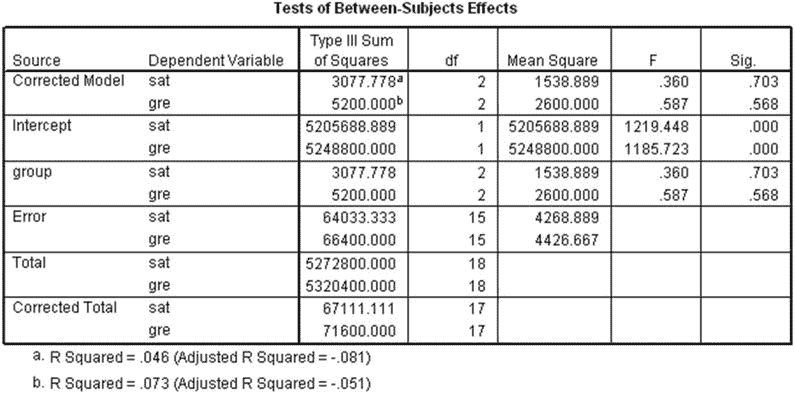 Tests of Between-Subjects Effects
Source Dependent Variable Type III Sum of Squares df Mean Square F Sig.
Corrected Model sat 3077.778a 2 1538.889 .360 .703
gre 5200.000b 2 2600.000 .587 .568
Intercept sat 5205688.889 1 5205688.889 1219.448 .000
gre 5248800.000 1 5248800.000 1185.723 .000
group sat 3077.778 2 1538.889 .360 .703
gre 5200.000 2 2600.000 .587 .568
Error sat 64033.333 15 4268.889
gre 66400.000 15 4426.667
Total sat 5272800.000 18
gre 5320400.000 18
Corrected Total sat 67111.111 17
gre 71600.000 17
a. R Squared = .046 (Adjusted R Squared = -.081)
b. R Squared = .073 (Adjusted R Squared = -.051)